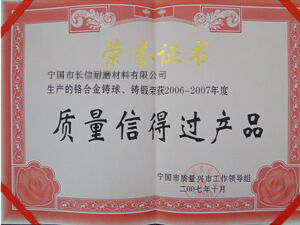 荣誉证书
宁国市长信耐磨材料有限公司
生产的铬合金铸球、铸锻荣获2006-2007年度
质量信得过产品
宁国市质量兴市工作领导组
二00七年十月